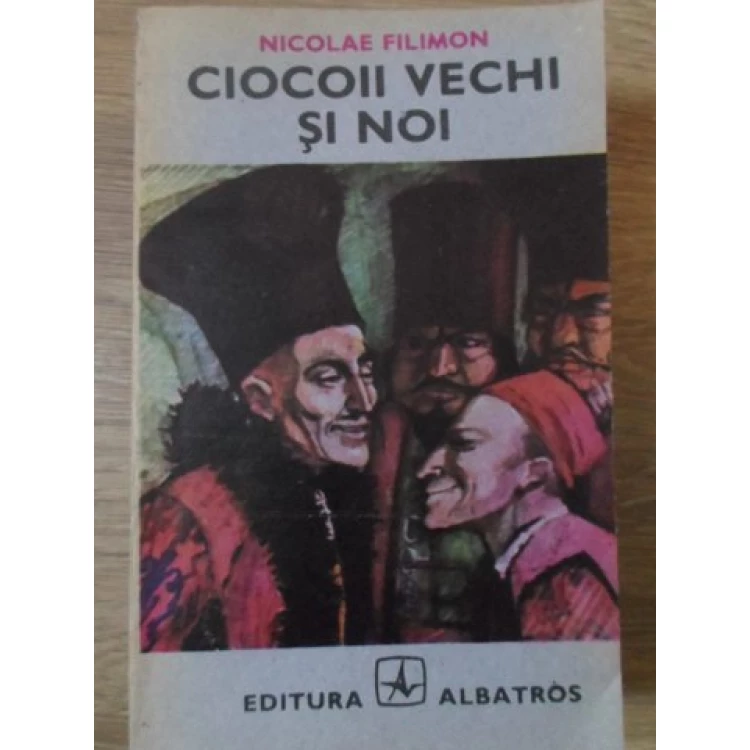 NICOLAE FILIMON
CIOCOII VECHI
ŞI NOI
EDITURA ALBATROS